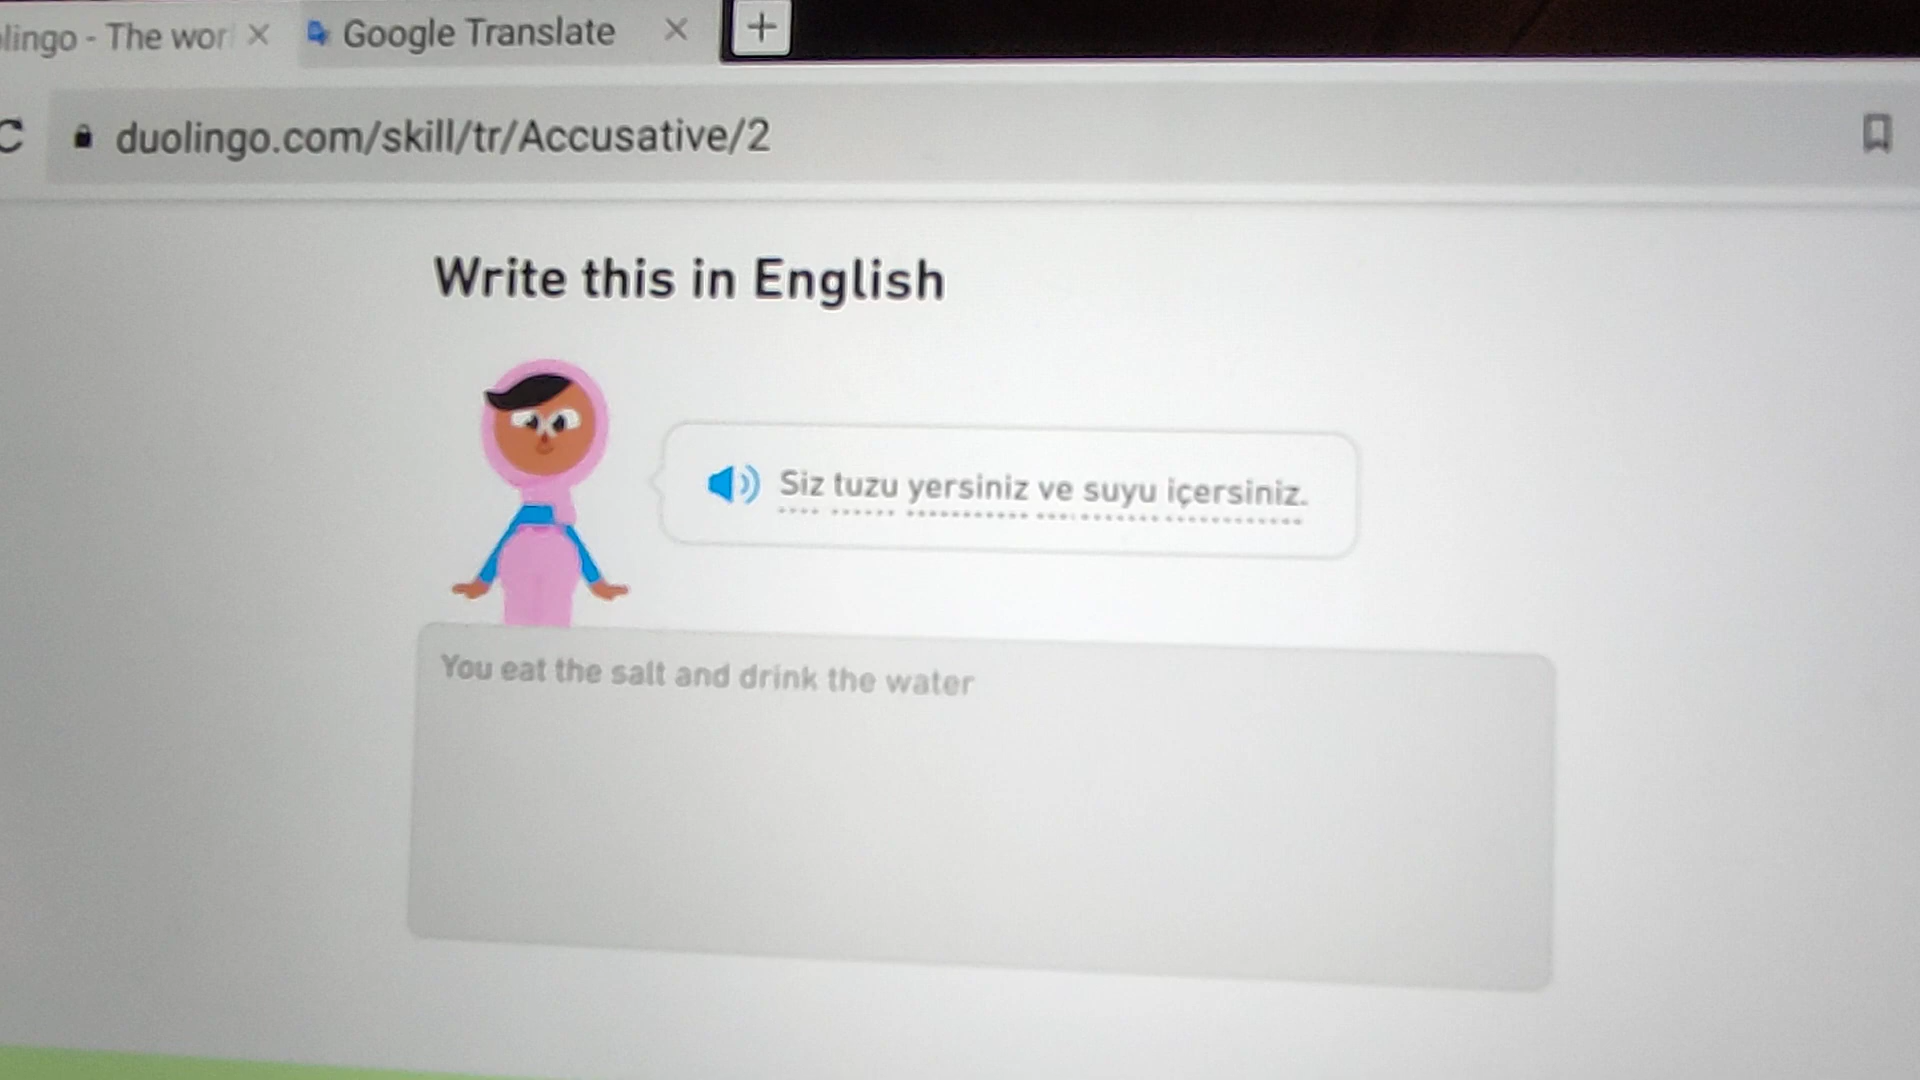 lingo - The wor
Google Translate
duolingo.com/skill/tr/Accusative/2
Write this in English
Siz tuzu yersiniz ve suyu içersiniz.
You eat the salt and drink the water